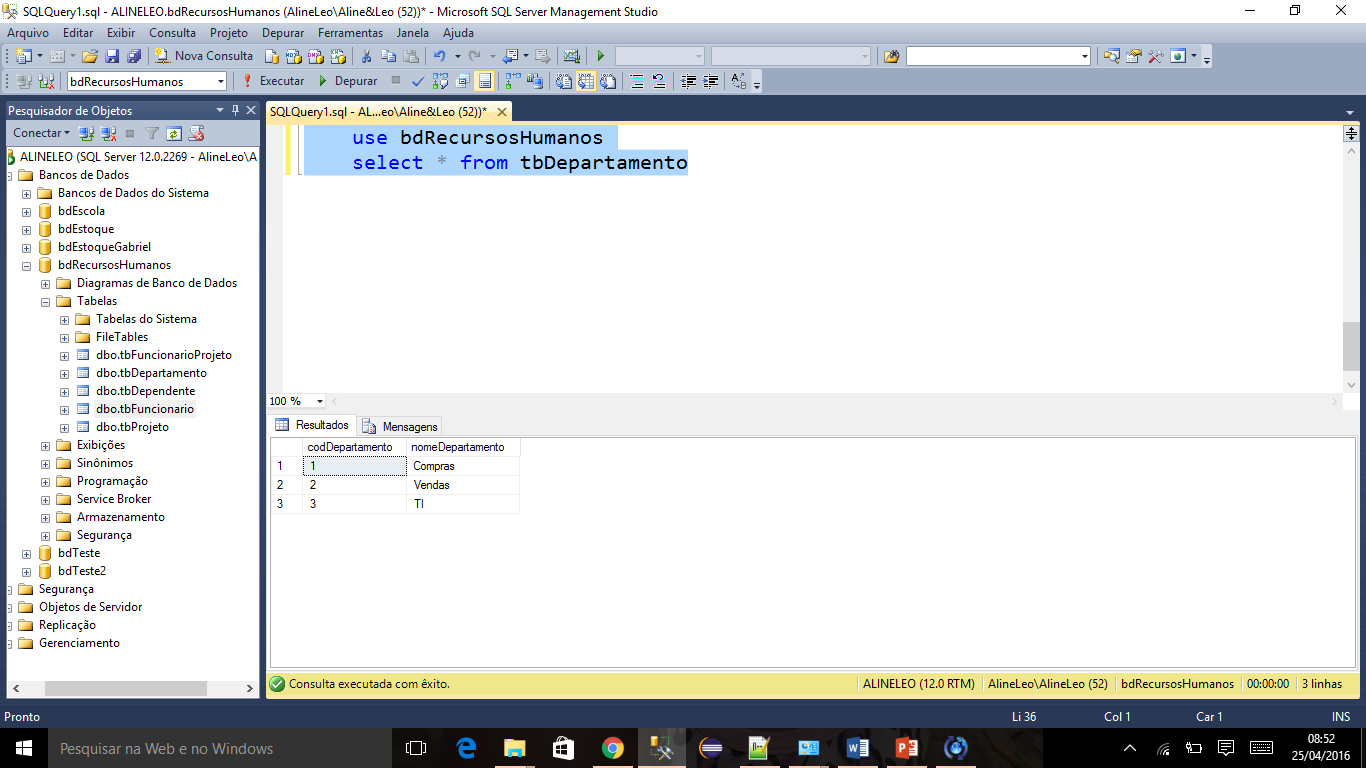 SQLQuery1.sql - ALINELEO.bdRecursosHumanos (AlineLeo\Aline&Leo (52))* - Microsoft SQL Server Management Studio
Arquivo Editar Exibir Consulta Projeto Depurar Ferramentas Janela Ajuda
Nova Consulta
bdRecursosHumanos Executar Depurar
Pesquisador de Objetos
Conectar
ALINELEO (SQL Server 12.0.2269 - AlineLeo\A
Bancos de Dados
Bancos de Dados do Sistema
bdEscola
bdEstoque
bdEstoqueGabriel
bdRecursosHumanos
Diagramas de Banco de Dados
Tabelas
Tabelas do Sistema
FileTables
dbo.tbFuncionarioProjeto
dbo.tbDepartamento
dbo.tbDependente
dbo.tbFuncionario
dbo.tbProjeto
Exibições
Sinônimos
Programação
Service Broker
Armazenamento
Segurança
bdTeste
bdTeste2
Segurança
Objetos de Servidor
Replicação
Gerenciamento
SQLQuery1.sql - AL...eo\Aline&Leo (52))*
use bdRecursosHumanos
select * from tbDepartamento
100 %
Resultados Mensagens
codDepartamento nomeDepartamento
1 1 Compras
2 2 Vendas
3 3 TI
Consulta executada com êxito. ALINELEO (12.0 RTM) AlineLeo\AlineLeo (52) bdRecursosHumanos 00:00:00 3 linhas
Pronto Li 36 Col 1 Car 1 INS
Pesquisar na Web e no Windows
08:52
25/04/2016